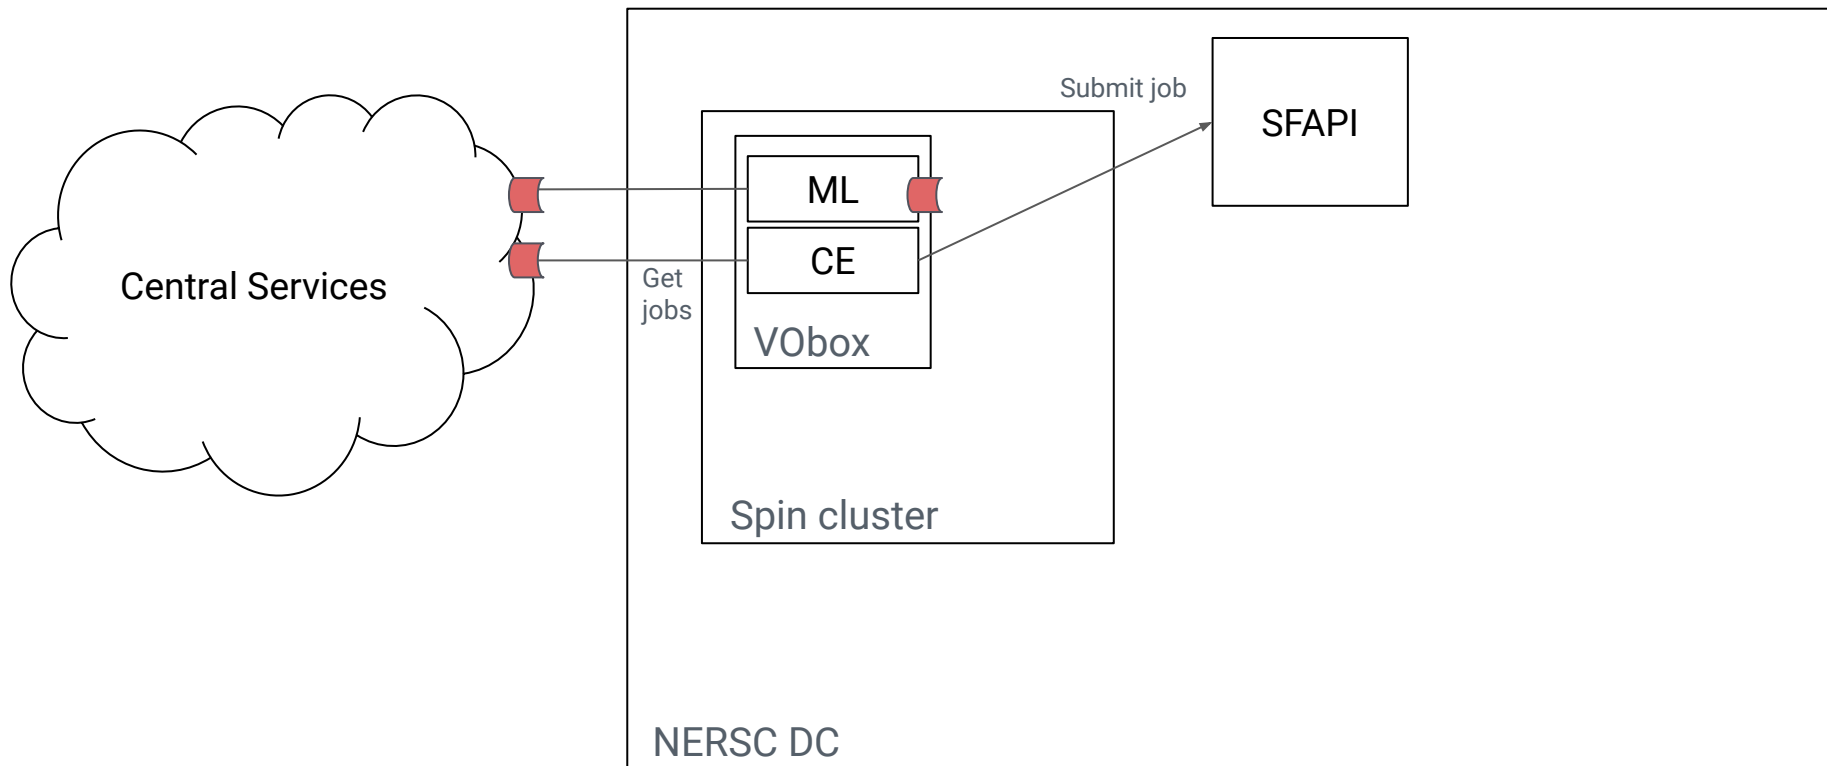 Submit job
SFAPI
ML
CE
Central Services
Get
jobs
VObox
Spin cluster
NERSC DC